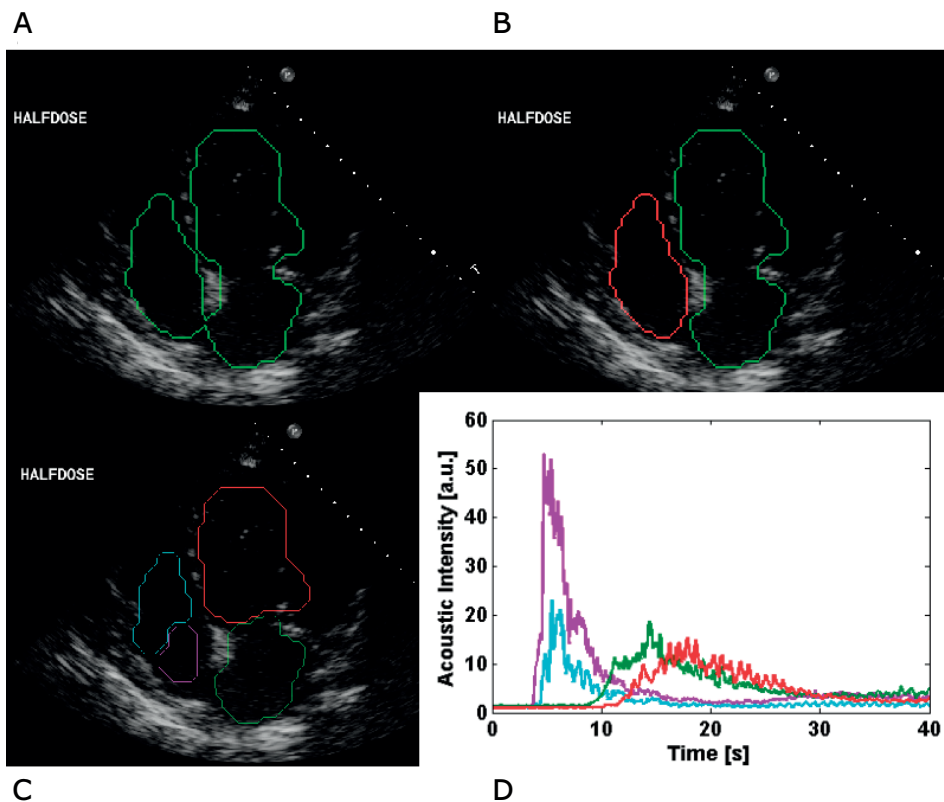 A
B
HALFDOSE
HALFDOSE
P
P
HALFDOSE
P
60
50
40
30
20
10
0
Acoustic Intensity [a.u.]
0
10
20
30
40
Time [s]
C
D